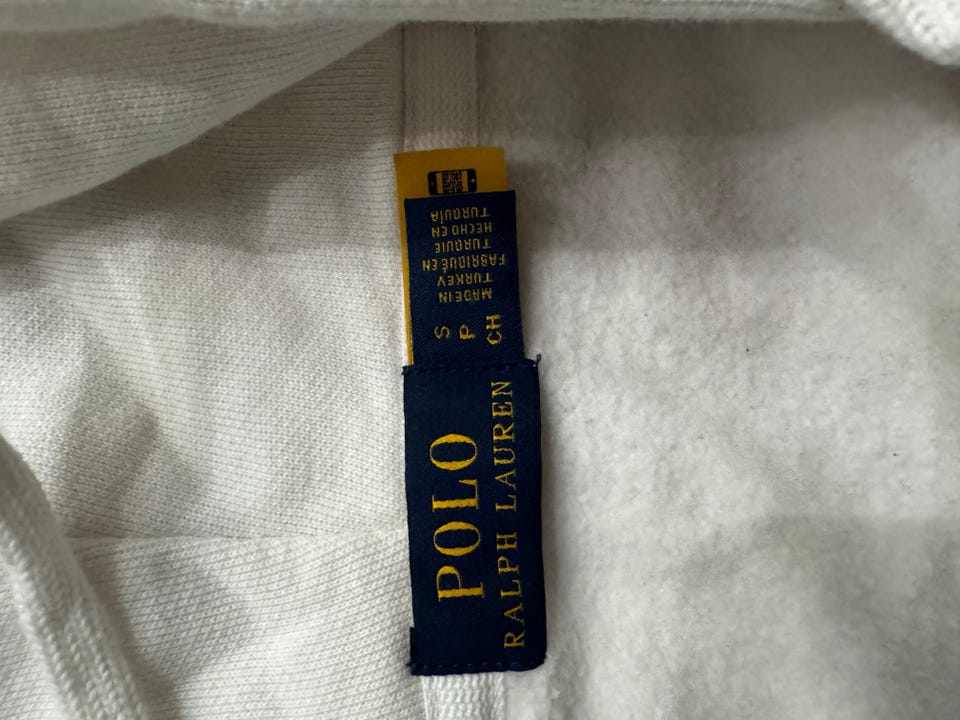 POLO
RALPH LAUREN
S
P
CH
MADE IN
TURKEY
FABRIQUÉ EN
TURQUIE
HECHO EN
TURQUÍA